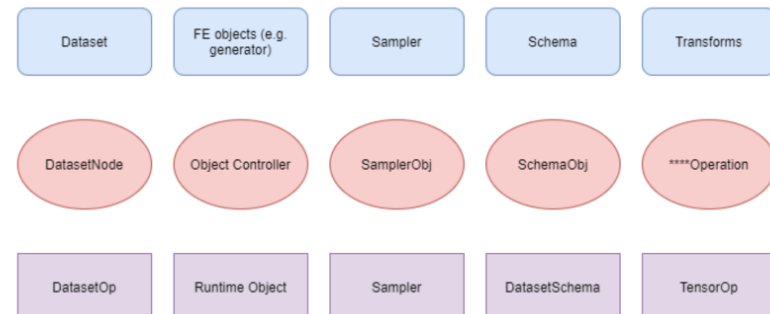 Dataset
FE objects (e.g.
generator)
Sampler
Schema
Transforms
DatasetNode
Object Controller
SamplerObj
SchemaObj
****Operation
DatasetOp
Runtime Object
Sampler
DatasetSchema
TensorOp